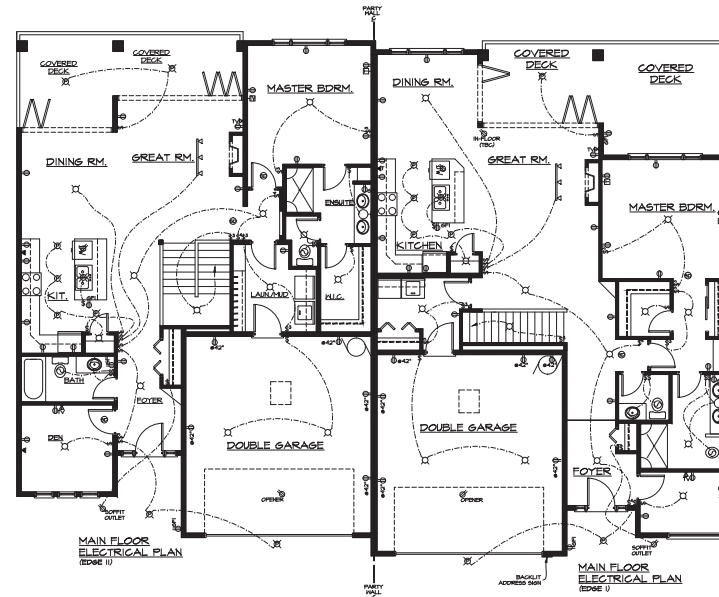 PARTY
WALL
COVERED
DECK
COVERED
DECK
COVERED
DECK
COVERED
DECK
MASTER BDRM.
DINING RM.
IN-FLOOR
(TBC)
DINING RM.
GREAT RM.
GREAT RM.
ENSUITE
MASTER BDRM.
KITCHEN
GFI
KIT.
GFI
LAUN/MUD
W.I.C.
BATH
FOYER
DEN
DOUBLE GARAGE
DOUBLE GARAGE
OPENER
OPENER
FOYER
SOFFIT
OUTLET
SOFFIT
OUTLET
MAIN FLOOR
ELECTRICAL PLAN
(EDGE II)
BACKLIT
ADDRESS SIGN
MAIN FLOOR
ELECTRICAL PLAN
(EDGE I)
PARTY
WALL